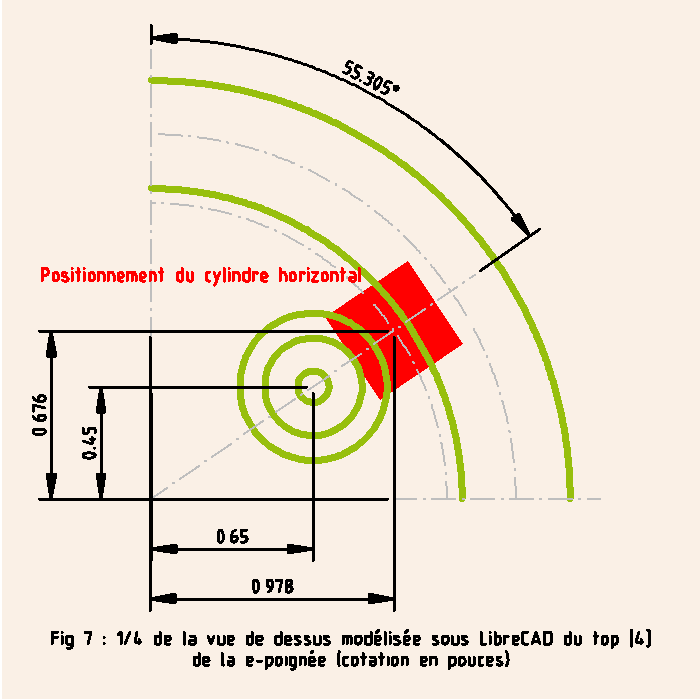 55.305°
Positionnement du cylindre horizontal
0.676
0.45
0.65
0.978
Fig 7 : 1/4 de la vue de dessus modélisée sous LibreCAD du top [4]
de la e-poignée (cotation en pouces)